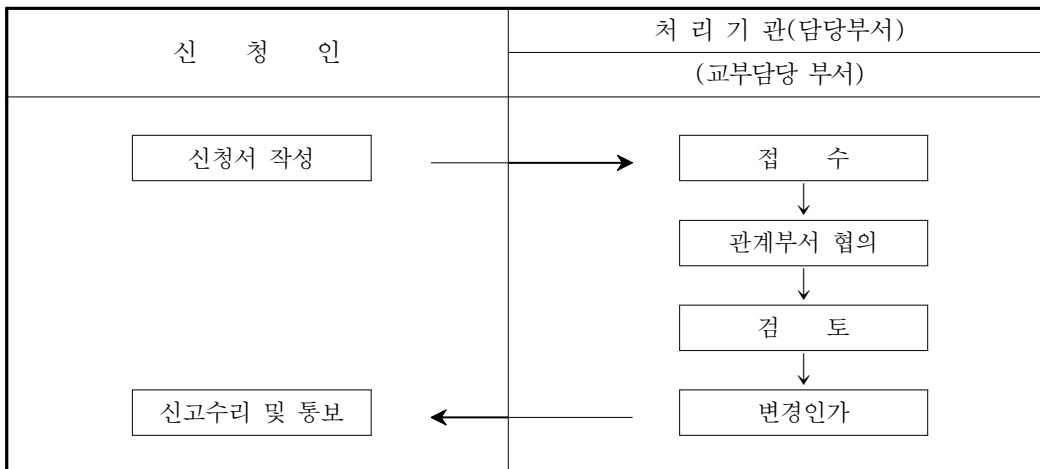 신 청 인
처 리 기 관(담당부서)
(교부담당 부서)
신청서 작성
접 수
관계부서 협의
검 토
신고수리 및 통보
변경인가